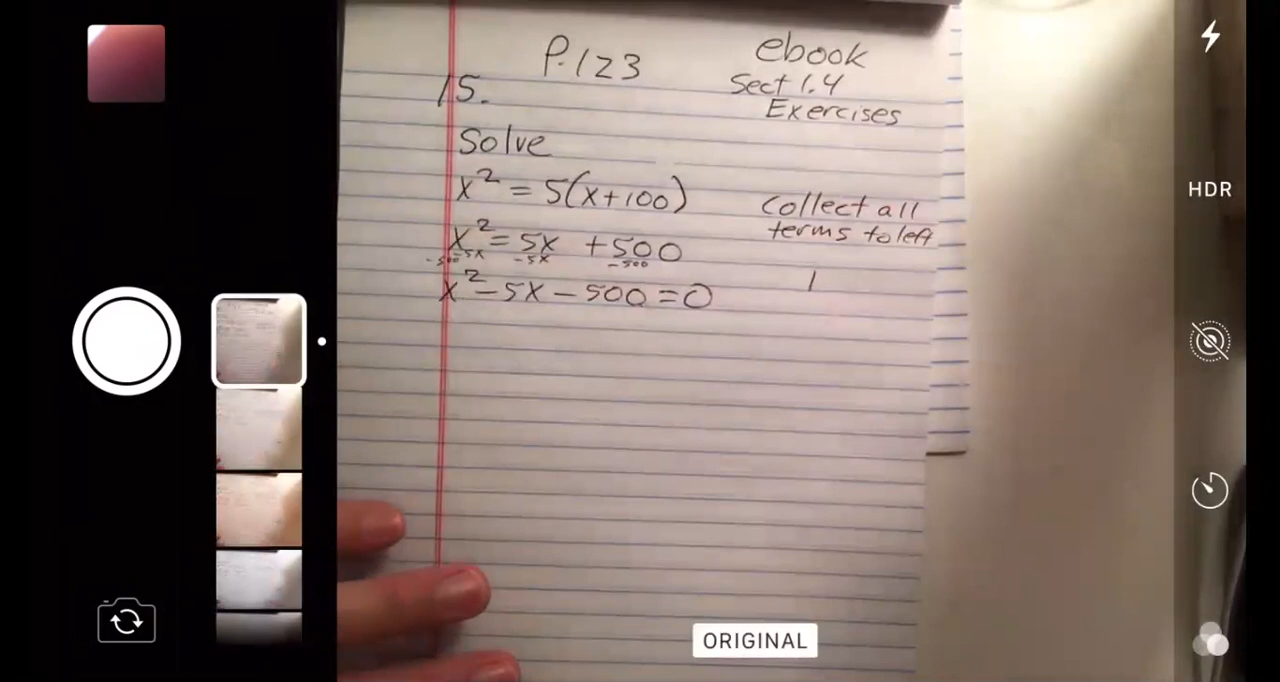 P.123
ebook
Sect 1.4
Exercises
15.
Solve
x² = 5(x+100)
Collect all
terms to left
x² = 5x + 500
-500 -5x -5x -500
x² - 5x - 500 = 0
1
HDR
ORIGINAL